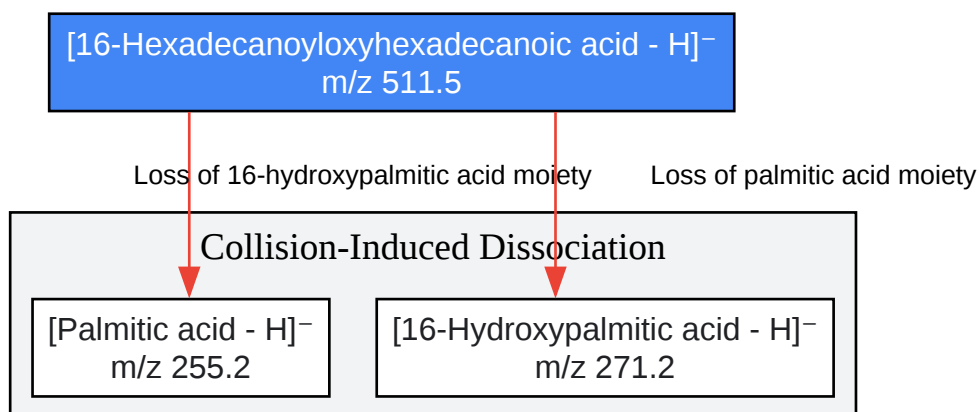 [16-Hexadecanoyloxyhexadecanoic acid - H]⁻
m/z 511.5
Loss of 16-hydroxypalmitic acid moiety
Loss of palmitic acid moiety
Collision-Induced Dissociation
[Palmitic acid - H]⁻
m/z 255.2
[16-Hydroxypalmitic acid - H]⁻
m/z 271.2